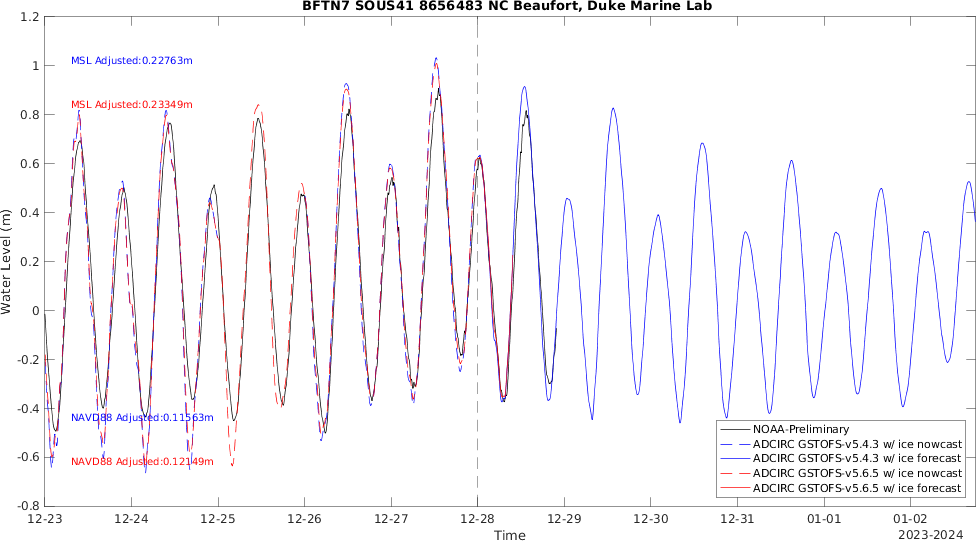 BFTN7 SOUS41 8656483 NC Beaufort, Duke Marine Lab
1.2
1
0.8
0.6
0.4
0.2
0
-0.2
-0.4
-0.6
-0.8
Water Level (m)
MSL Adjusted:0.22763m
MSL Adjusted:0.23349m
NAVD88 Adjusted:0.11563m
NAVD88 Adjusted:0.12149m
NOAA-Preliminary
ADCIRC GSTOFS-v5.4.3 w/ ice nowcast
ADCIRC GSTOFS-v5.4.3 w/ ice forecast
ADCIRC GSTOFS-v5.6.5 w/ ice nowcast
ADCIRC GSTOFS-v5.6.5 w/ ice forecast
12-23 12-24 12-25 12-26 12-27 12-28 12-29 12-30 12-31 01-01 01-02
Time
2023-2024